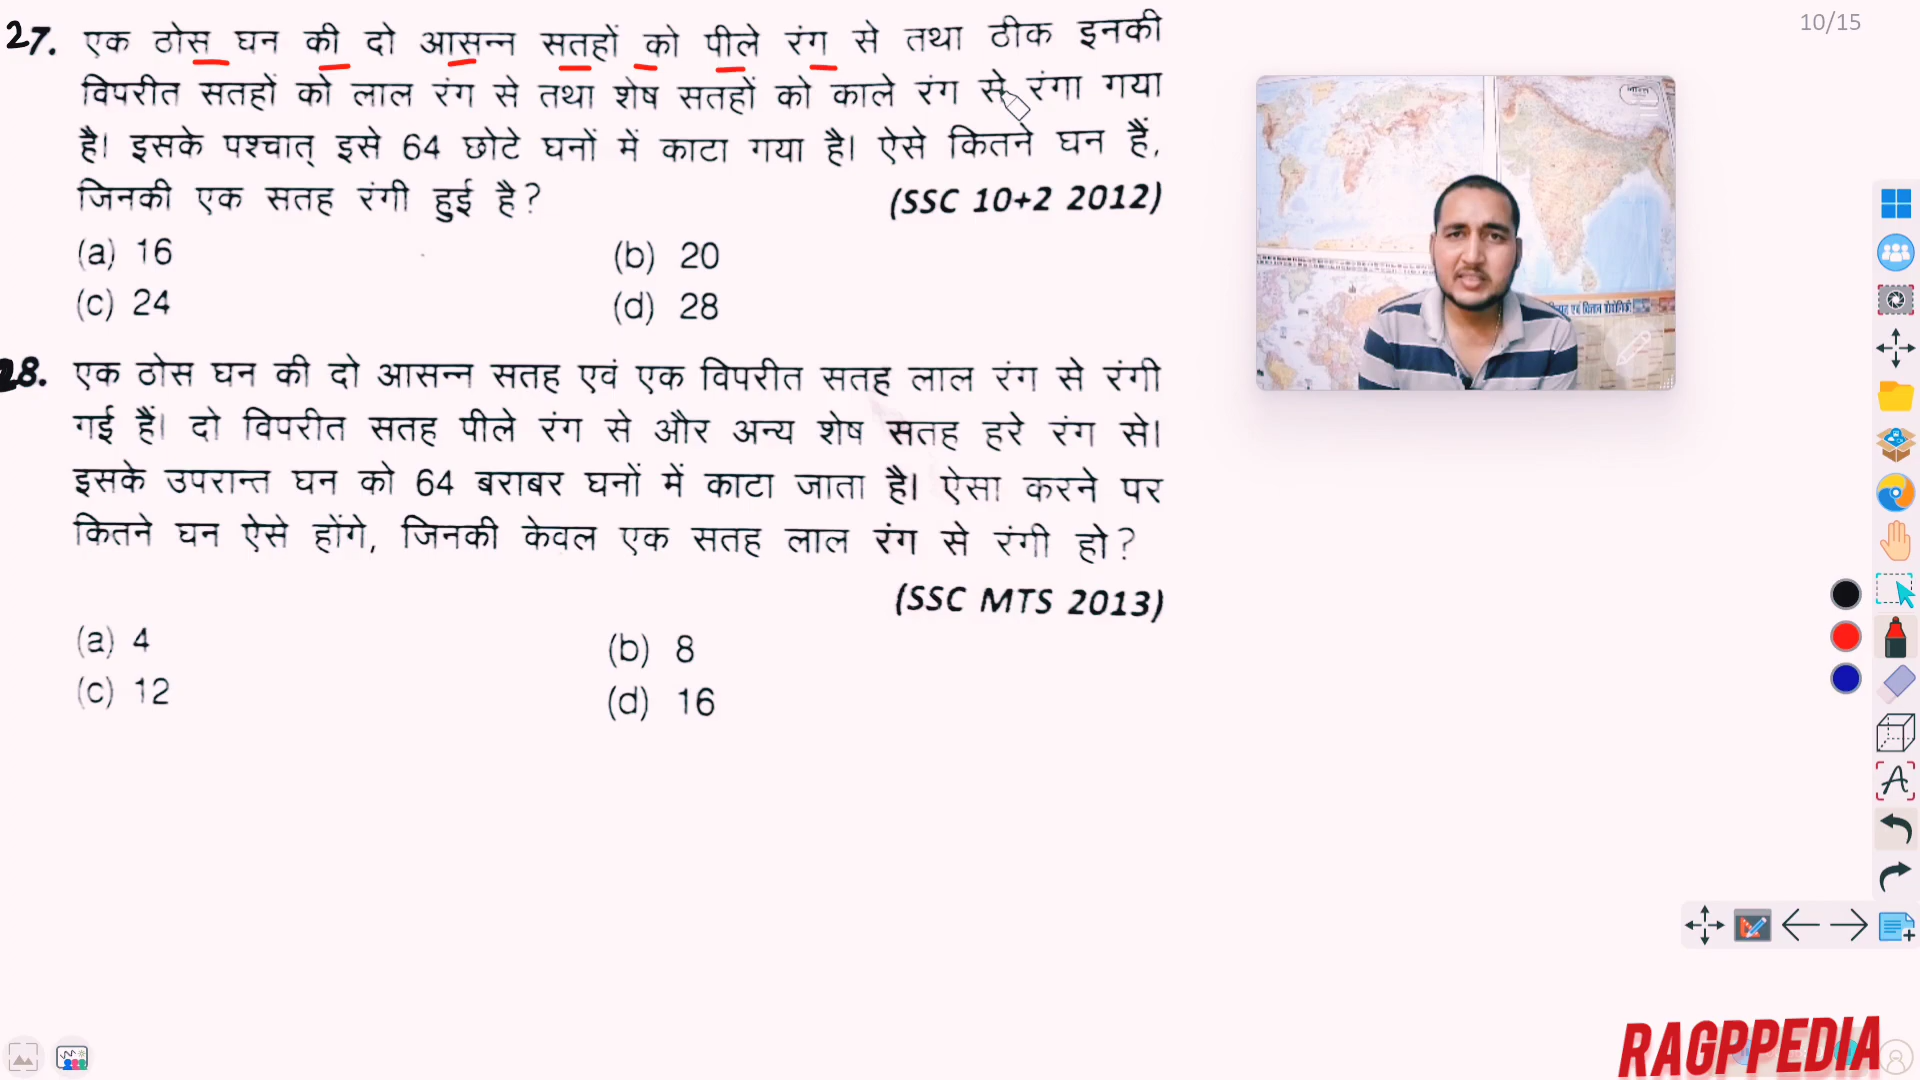 10/15
27. एक ठोस घन की दो आसन्न सतहों को पीले रंग से तथा ठीक इनकी
विपरीत सतहों को लाल रंग से तथा शेष सतहों को काले रंग से रंगा गया
है। इसके पश्चात् इसे 64 छोटे घनों में काटा गया है। ऐसे कितने घन हैं,
जिनकी एक सतह रंगी हुई है?
(SSC 10+2 2012)
(a) 16
(b) 20
(c) 24
(d) 28
28. एक ठोस घन की दो आसन्न सतह एवं एक विपरीत सतह लाल रंग से रंगी
गई हैं। दो विपरीत सतह पीले रंग से और अन्य शेष सतह हरे रंग से।
इसके उपरान्त घन को 64 बराबर घनों में काटा जाता है। ऐसा करने पर
कितने घन ऐसे होंगे, जिनकी केवल एक सतह लाल रंग से रंगी हो?
(SSC MTS 2013)
(a) 4
(b) 8
(c) 12
(d) 16
RAGPPEDIA